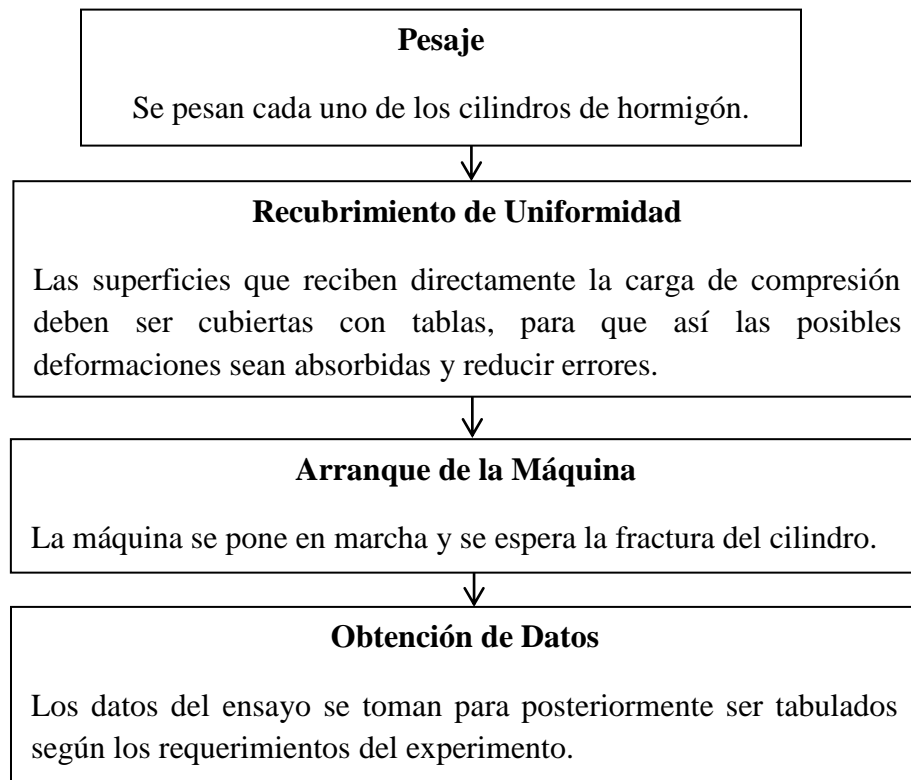 Pesaje
Se pesan cada uno de los cilindros de hormigón.
Recubrimiento de Uniformidad
Las superficies que reciben directamente la carga de compresión
deben ser cubiertas con tablas, para que así las posibles
deformaciones sean absorbidas y reducir errores.
Arranque de la Máquina
La máquina se pone en marcha y se espera la fractura del cilindro.
Obtención de Datos
Los datos del ensayo se toman para posteriormente ser tabulados
según los requerimientos del experimento.